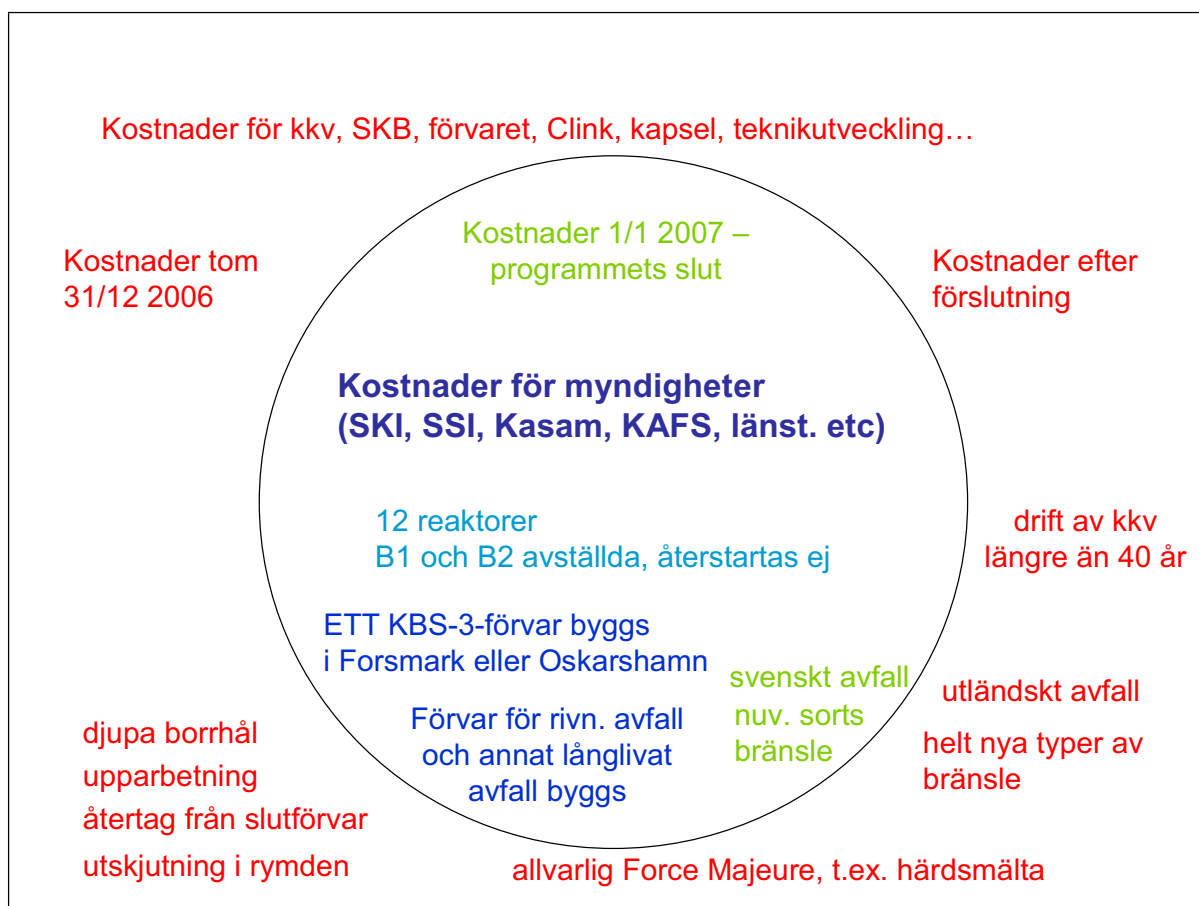 Kostnader för kkv, SKB, förvaret, Clink, kapsel, teknikutveckling…
Kostnader 1/1 2007 –
programmets slut
Kostnader tom
31/12 2006
Kostnader efter
förslutning
Kostnader för myndigheter
(SKI, SSI, Kasam, KAFS, länst. etc)
12 reaktorer
B1 och B2 avställda, återstartas ej
drift av kkv
längre än 40 år
ETT KBS-3-förvar byggs
i Forsmark eller Oskarshamn
svenskt avfall
nuv. sorts
bränsle
utländskt avfall
helt nya typer av
bränsle
Förvar för rivn. avfall
och annat långlivat
avfall byggs
djupa borrhål
upparbetning
återtag från slutförvar
utskjutning i rymden
allvarlig Force Majeure, t.ex. härdsmälta